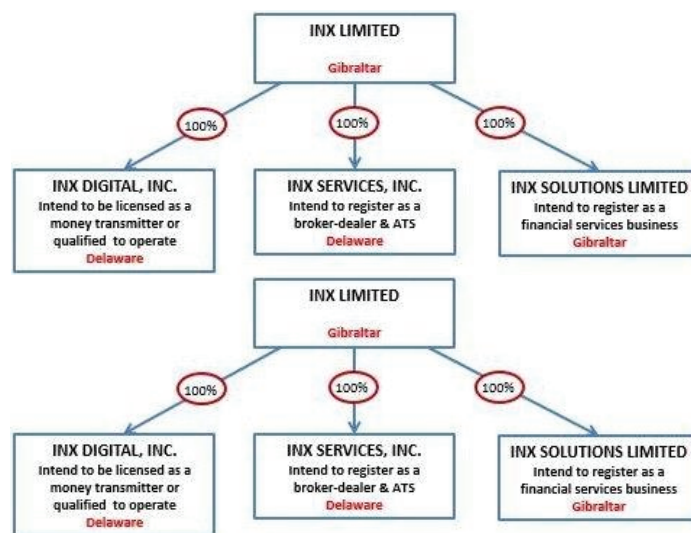 INX LIMITED
Gibraltar
100%
100%
100%
INX DIGITAL, INC.
Intend to be licensed as a
money transmitter or
qualified to operate
Delaware
INX SERVICES, INC.
Intend to register as a
broker-dealer & ATS
Delaware
INX SOLUTIONS LIMITED
Intend to register as a
financial services business
Gibraltar
INX LIMITED
Gibraltar
100%
100%
100%
INX DIGITAL, INC.
Intend to be licensed as a
money transmitter or
qualified to operate
Delaware
INX SERVICES, INC.
Intend to register as a
broker-dealer & ATS
Delaware
INX SOLUTIONS LIMITED
Intend to register as a
financial services business
Gibraltar